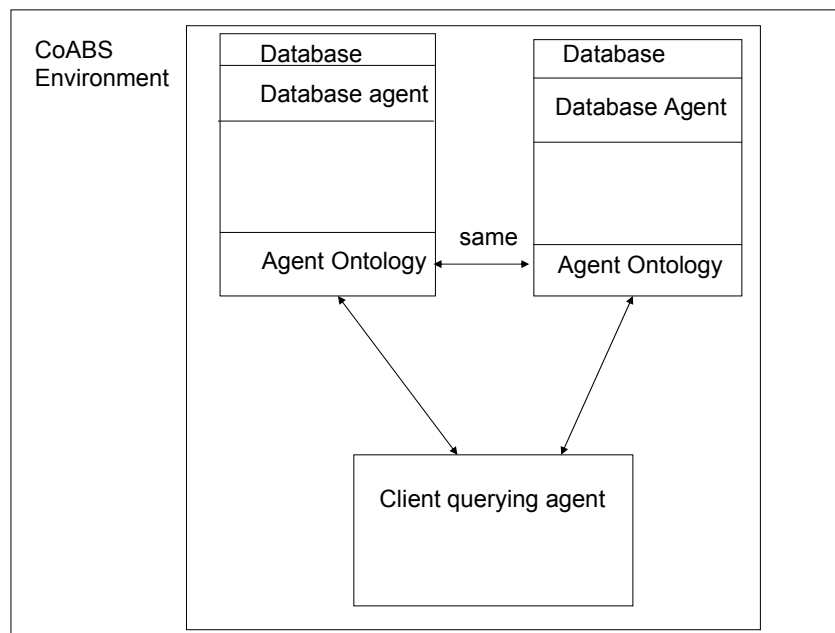 CoABS
Environment
Database
Database agent
Agent Ontology
same
Database
Database Agent
Agent Ontology
Client querying agent